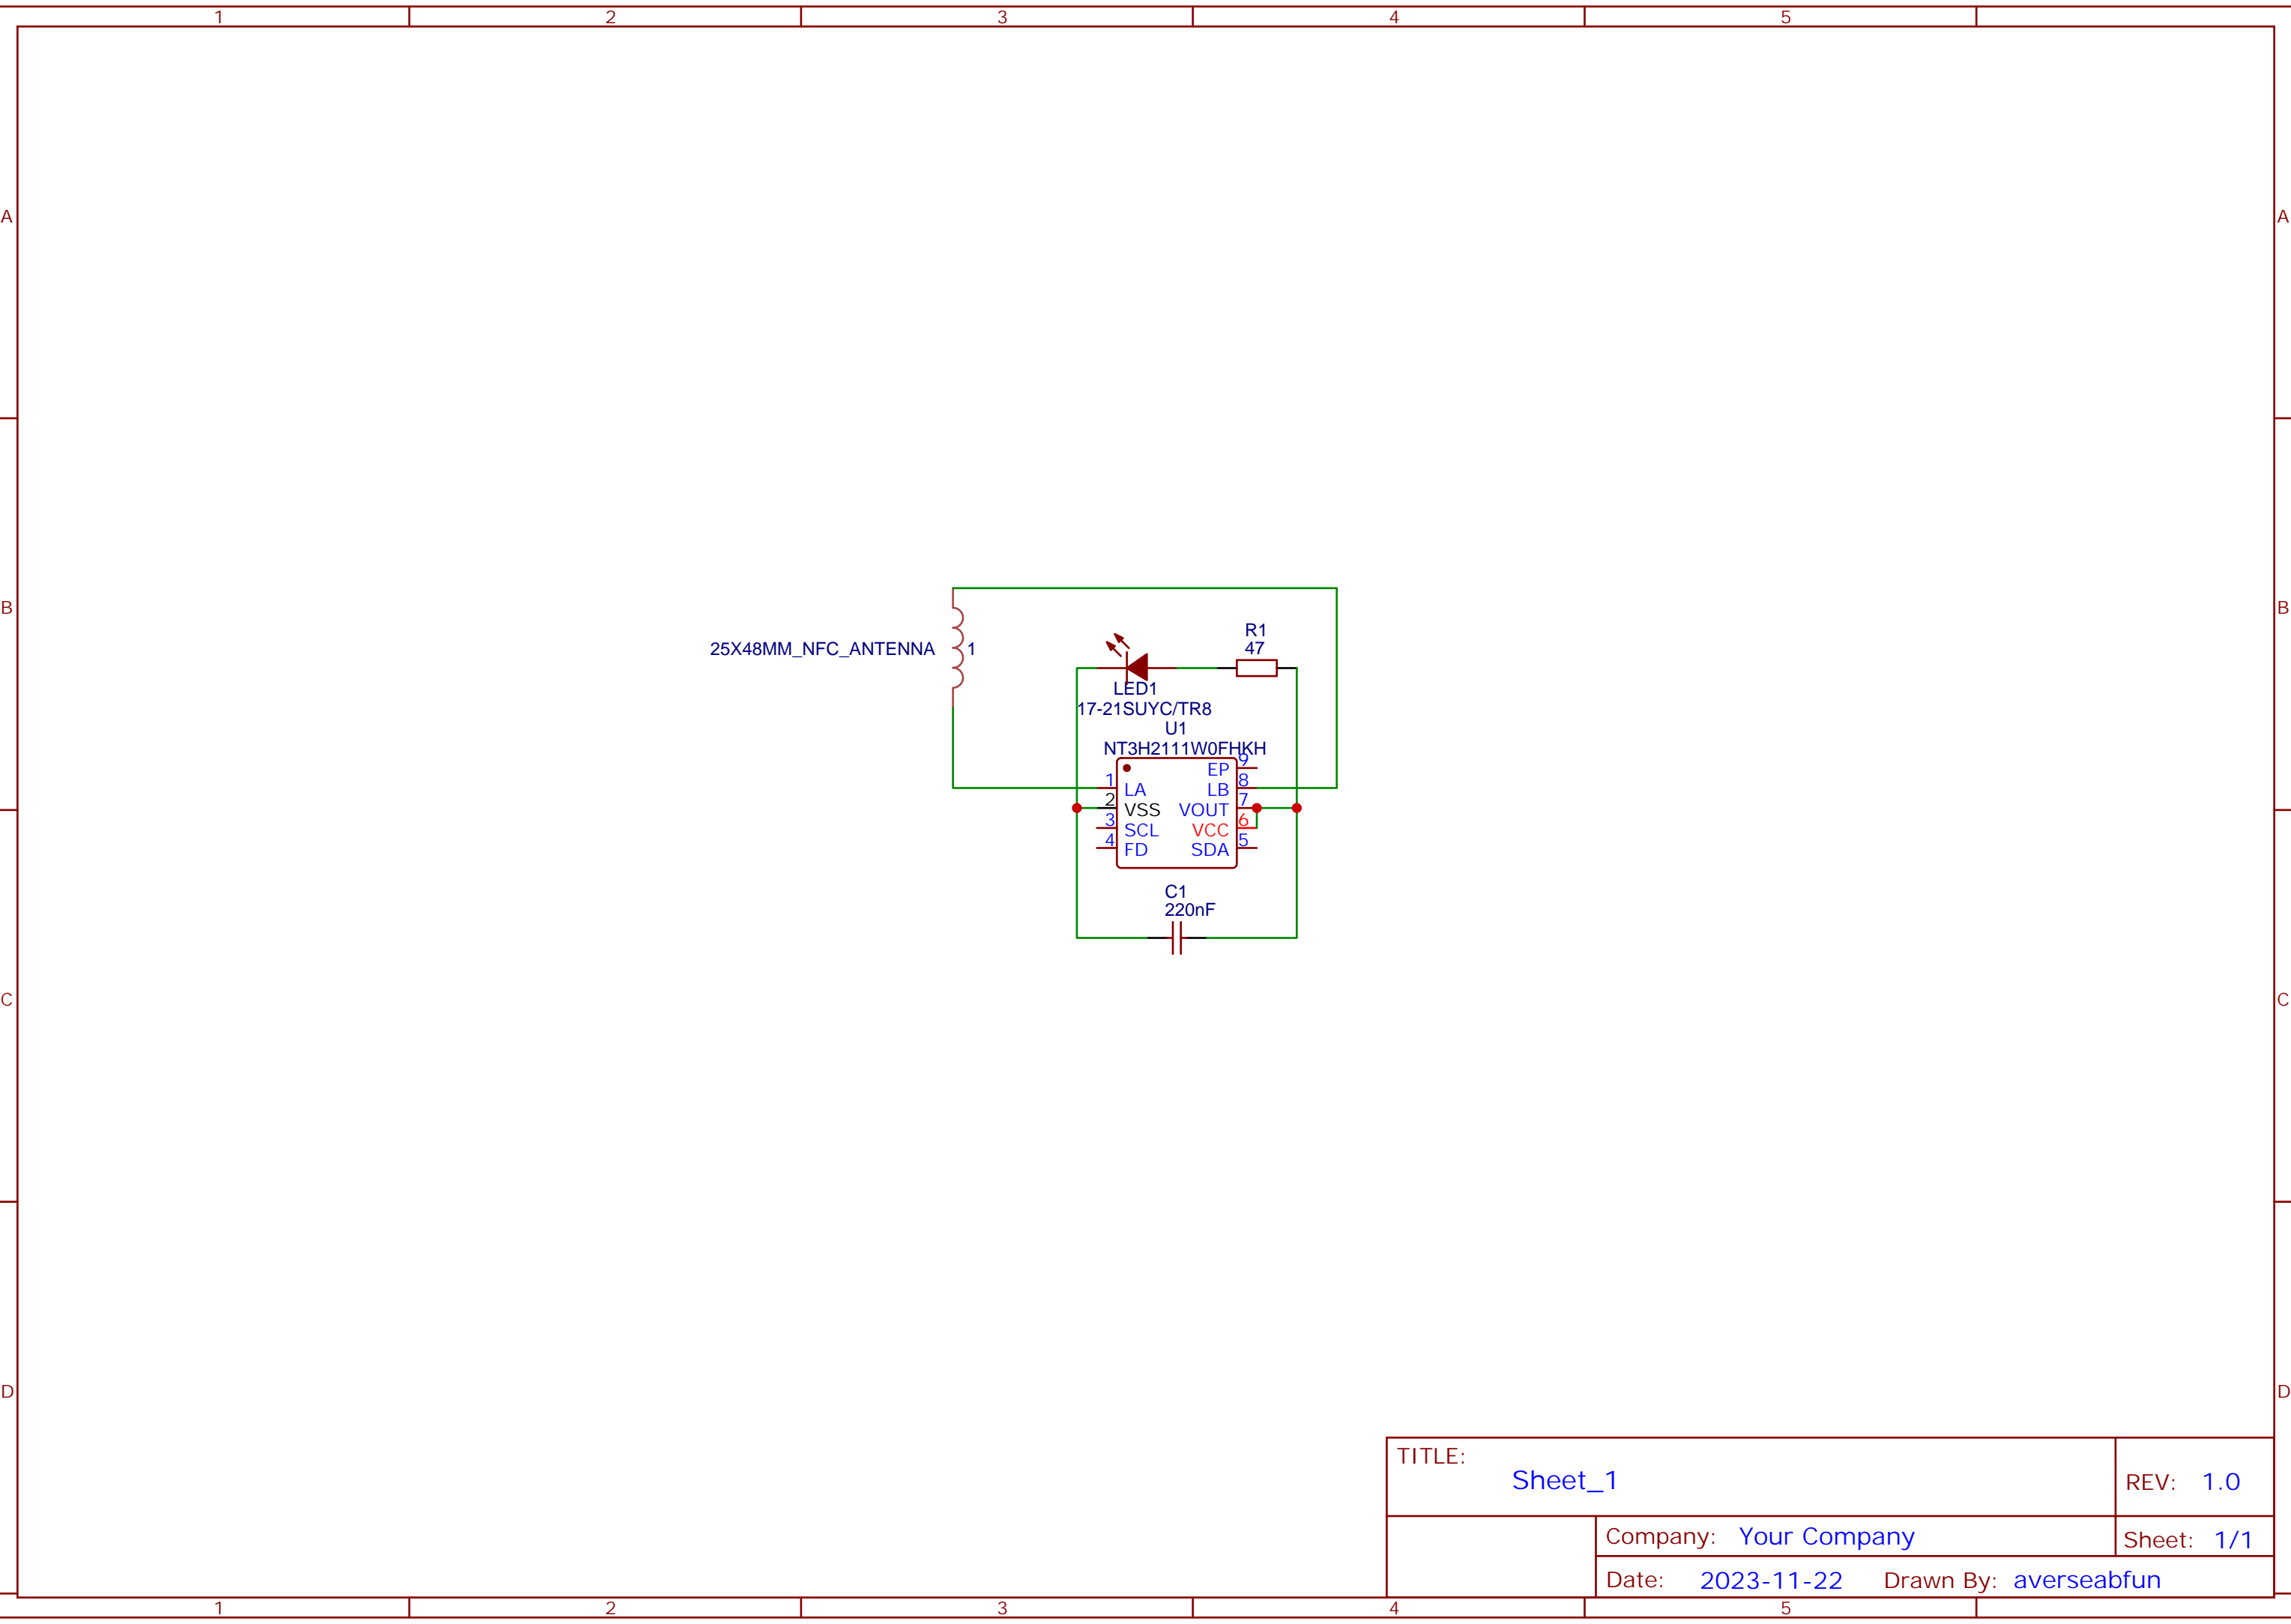 1 2 3 4 5
A A
B B
25X48MM_NFC_ANTENNA 1
R1
47
LED1
17-21SUYC/TR8
U1
NT3H2111W0FHKH
9 EP
1 LA LB 8
2 VSS VOUT 7
3 SCL VCC 6
4 FD SDA 5
C1
220nF
C C
D D
TITLE:
Sheet_1
REV: 1.0
Company: Your Company
Sheet: 1/1
Date: 2023-11-22 Drawn By: averseabfun
1 2 3 4 5